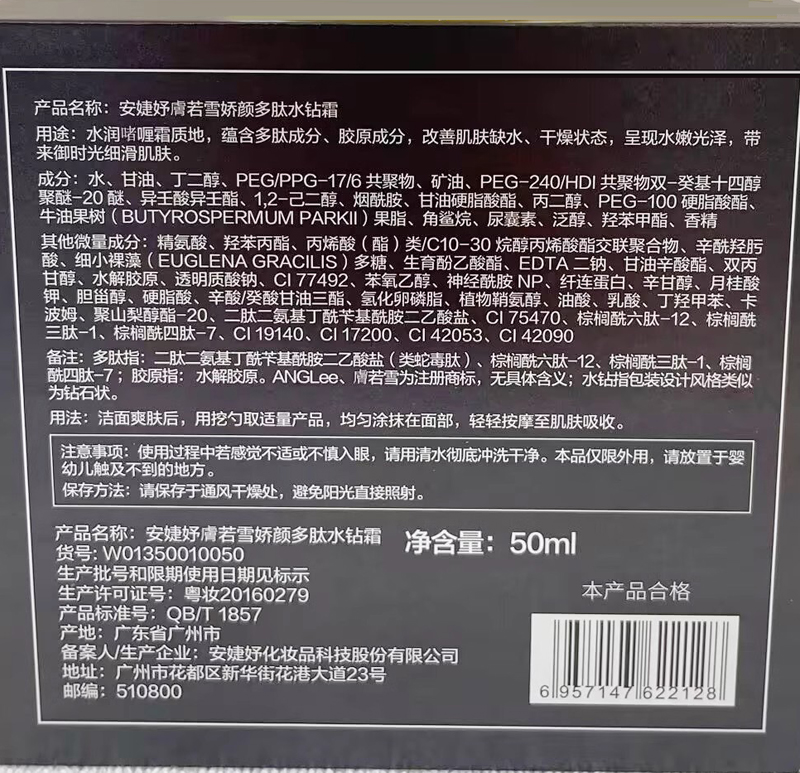 产品名称：安婕妤膚若雪娇颜多肽水钻霜
用途：水润啫喱霜质地，蕴含多肽成分、胶原成分，改善肌肤缺水、干燥状态，呈现水嫩光泽，带
来御时光细滑肌肤。
成分：水、甘油、丁二醇、PEG/PPG-17/6 共聚物、矿油、PEG-240/HDI 共聚物双-癸基十四醇
聚醚-20 醚、异壬酸异壬酯、1,2-己二醇、烟酰胺、甘油硬脂酸酯、丙二醇、PEG-100 硬脂酸酯、
牛油果树（BUTYROSPERMUM PARKII）果脂、角鲨烷、尿囊素、泛醇、羟苯甲酯、香精
其他微量成分：精氨酸、羟苯丙酯、丙烯酸（酯）类/C10-30 烷醇丙烯酸酯交联聚合物、辛酰羟肟
酸、细小裸藻（EUGLENA GRACILIS）多糖、生育酚乙酸酯、EDTA 二钠、甘油辛酸酯、双丙
甘醇、水解胶原、透明质酸钠、CI 77492、苯氧乙醇、神经酰胺 NP、纤连蛋白、辛甘醇、月桂酸
钾、胆甾醇、硬脂酸、辛酸/癸酸甘油三酯、氢化卵磷脂、植物鞘氨醇、油酸、乳酸、丁羟甲苯、卡
波姆、聚山梨醇酯-20、二肽二氨基丁酰苄基酰胺二乙酸盐、CI 75470、棕榈酰六肽-12、棕榈酰
三肽-1、棕榈酰四肽-7、CI 19140、CI 17200、CI 42053、CI 42090
备注：多肽指：二肽二氨基丁酰苄基酰胺二乙酸盐（类蛇毒肽）、棕榈酰六肽-12、棕榈酰三肽-1、棕榈
酰四肽-7；胶原指：水解胶原。ANGLee、膚若雪为注册商标，无具体含义；水钻指包装设计风格类似
为钻石状。
用法：洁面爽肤后，用挖勺取适量产品，均匀涂抹在面部，轻轻按摩至肌肤吸收。
注意事项：使用过程中若感觉不适或不慎入眼，请用清水彻底冲洗干净。本品仅限外用，请放置于婴
幼儿触及不到的地方。
保存方法：请保存于通风干燥处，避免阳光直接照射。
产品名称：安婕妤膚若雪娇颜多肽水钻霜
净含量：50ml
货号: W01350010050
生产批号和限期使用日期见标示
生产许可证号：粤妆20160279
产品标准号：QB/T 1857
产地：广东省广州市
备案人/生产企业：安婕妤化妆品科技股份有限公司
地址：广州市花都区新华街花港大道23号
邮编：510800
本产品合格
6 957147 622128